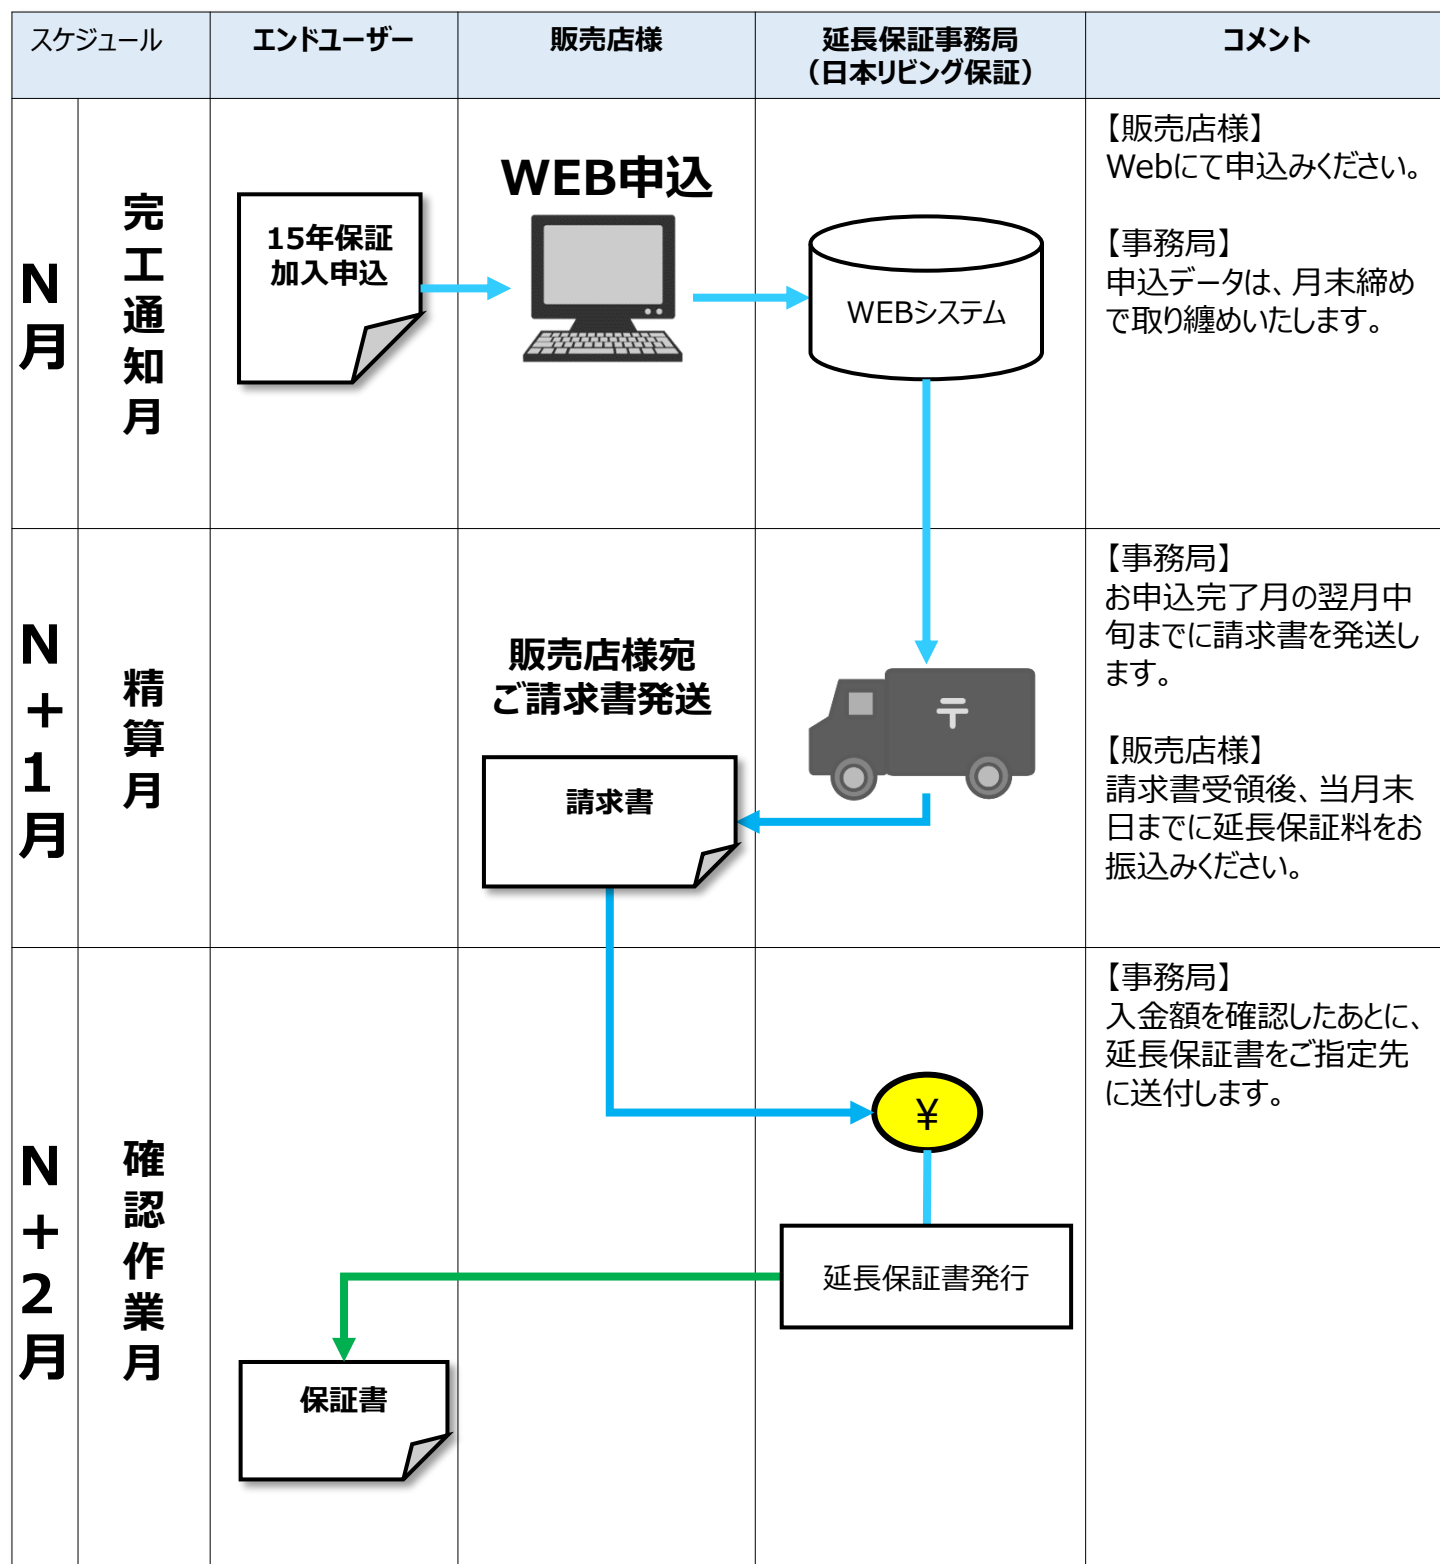 スケジュール
エンドユーザー
販売店様
延長保証事務局
（日本リビング保証）
コメント
N月
完工通知月
15年保証
加入申込
WEB申込
WEBシステム
【販売店様】
Webにて申込みください。
【事務局】
申込データは、月末締め
で取り纏めいたします。
N+1月
精算月
販売店様宛
ご請求書発送
請求書
〒
【事務局】
お申込完了月の翌月中
旬までに請求書を発送し
ます。
【販売店様】
請求書受領後、当月末
日までに延長保証料をお
振込みください。
N+2月
確認作業月
¥
延長保証書発行
保証書
【事務局】
入金額を確認したあとに、
延長保証書をご指定先
に送付します。